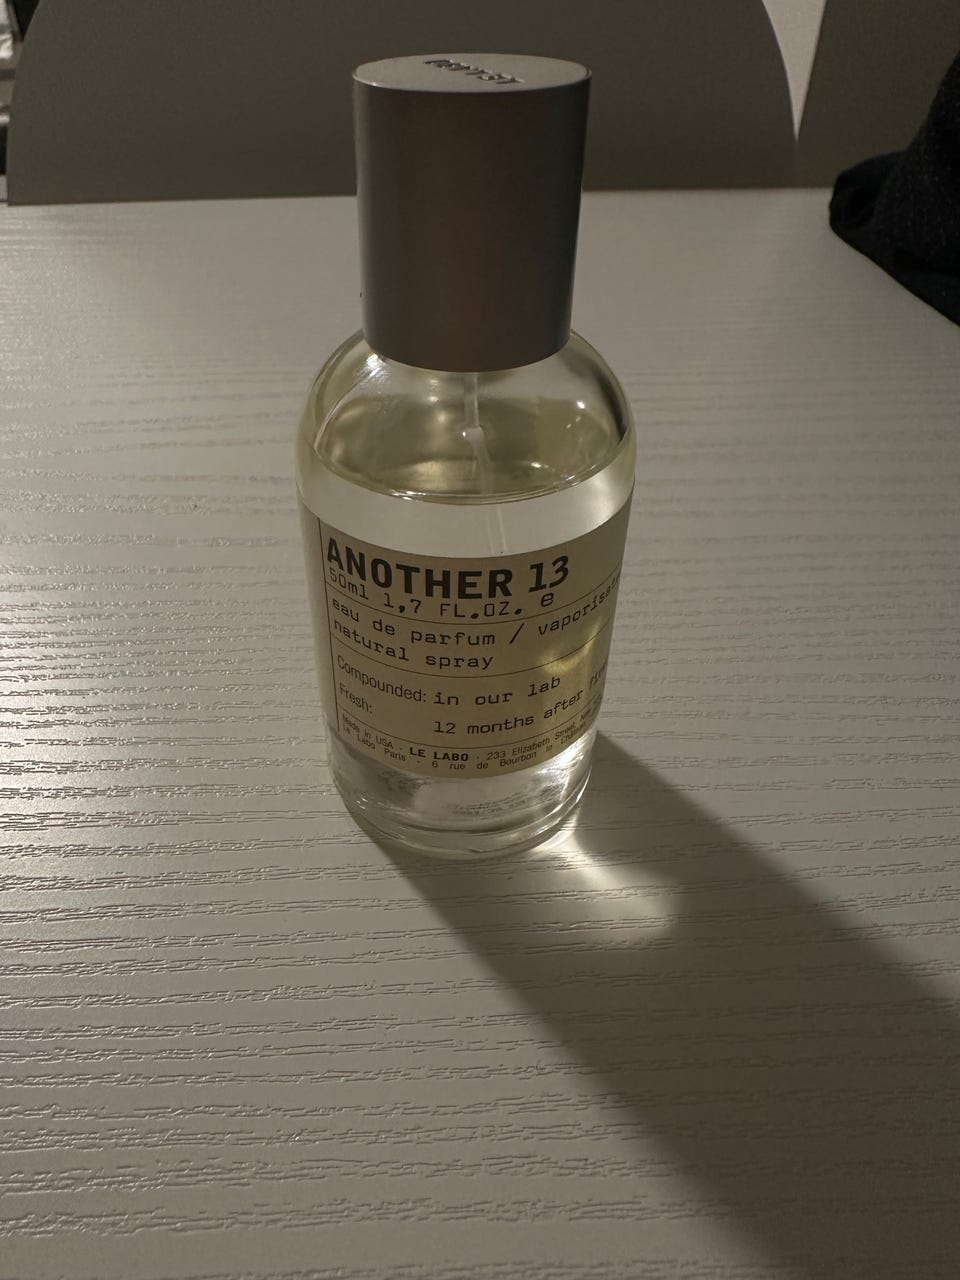 ANOTHER 13
50ml 1,7 FL.OZ. e
eau de parfum / vaporisat
natural spray
Compounded: in our lab
Fresh: 12 months after
Made in USA - LE LABO - 233 Elizabeth Street,
Le Labo Paris - 6 rue de Bourbon le